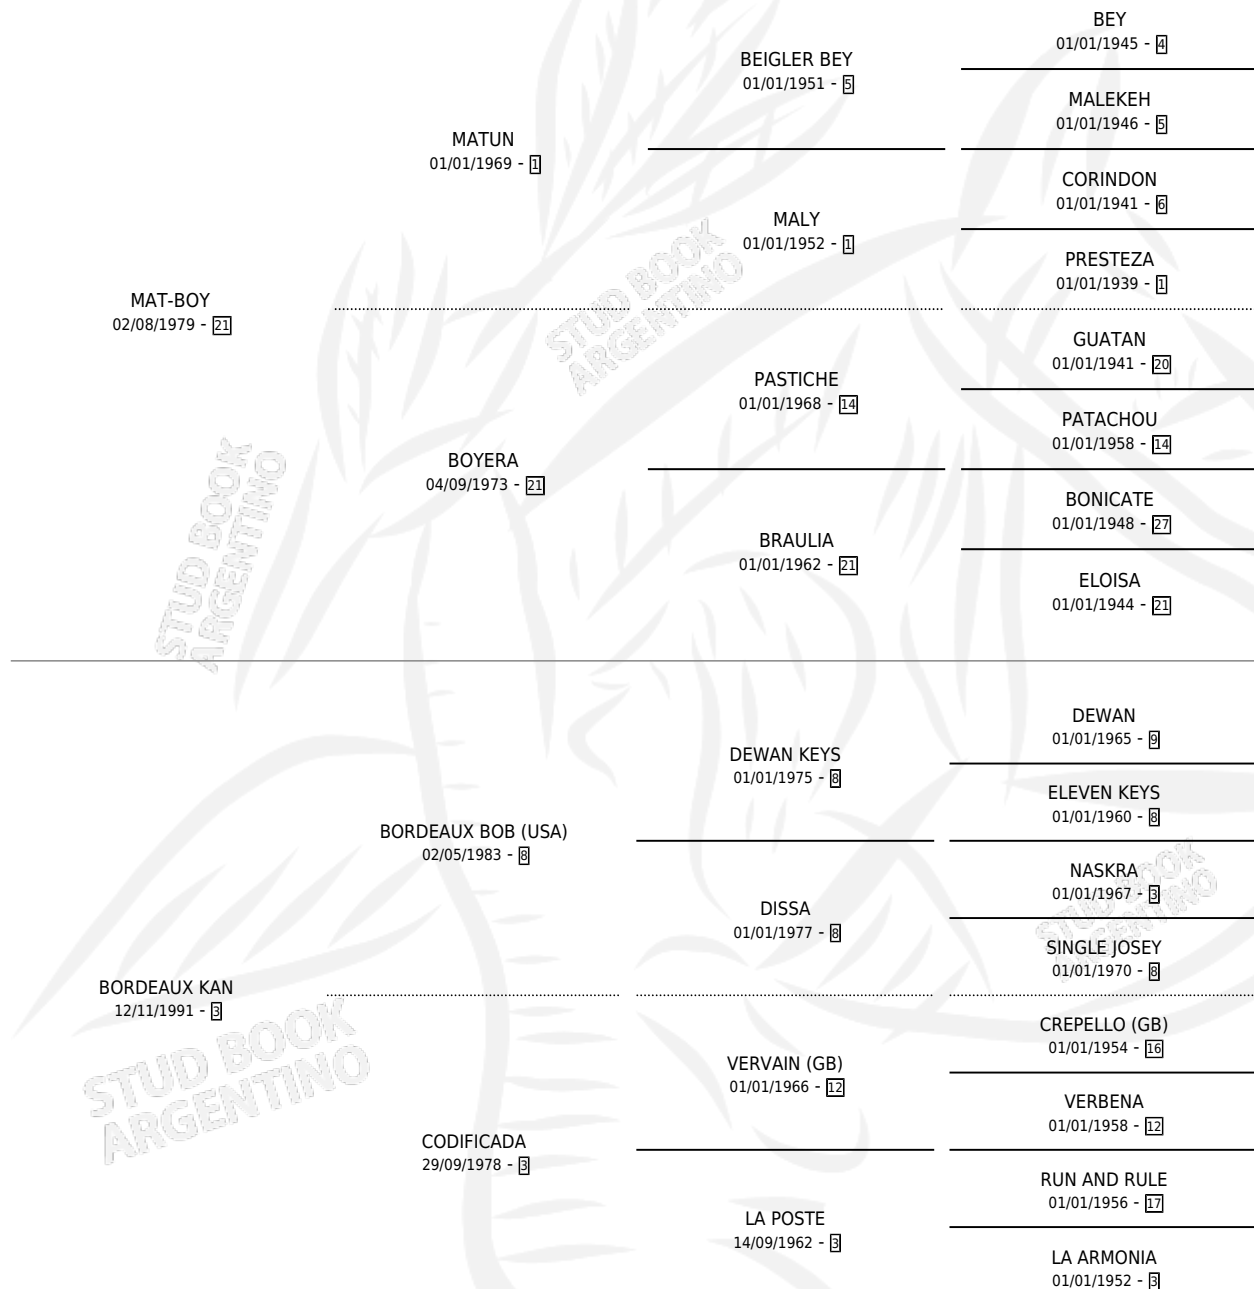 BEY
01/01/1945 - 4
BEIGLER BEY
01/01/1951 - 5
MALEKEH
01/01/1946 - 5
MATUN
01/01/1969 - 1
CORINDON
01/01/1941 - 6
MALY
01/01/1952 - 1
PRESTEZA
01/01/1939 - 1
MAT-BOY
02/08/1979 - 21
GUATAN
01/01/1941 - 20
PASTICHE
01/01/1968 - 14
PATACHOU
01/01/1958 - 14
BOYERA
04/09/1973 - 21
BONICATE
01/01/1948 - 27
BRAULIA
01/01/1962 - 21
ELOISA
01/01/1944 - 21
DEWAN
01/01/1965 - 9
DEWAN KEYS
01/01/1975 - 8
ELEVEN KEYS
01/01/1960 - 8
BORDEAUX BOB (USA)
02/05/1983 - 8
NASKRA
01/01/1967 - 3
DISSA
01/01/1977 - 8
SINGLE JOSEY
01/01/1970 - 8
BORDEAUX KAN
12/11/1991 - 3
CREPELLO (GB)
01/01/1954 - 16
VERVAIN (GB)
01/01/1966 - 12
VERBENA
01/01/1958 - 12
CODIFICADA
29/09/1978 - 3
RUN AND RULE
01/01/1956 - 17
LA POSTE
14/09/1962 - 3
LA ARMONIA
01/01/1952 - 3
STUD BOOK
ARGENTINO
STUD BOOK
ARGENTINO
STUD BOOK
ARGENTINO
STUD BOOK
ARGENTINO